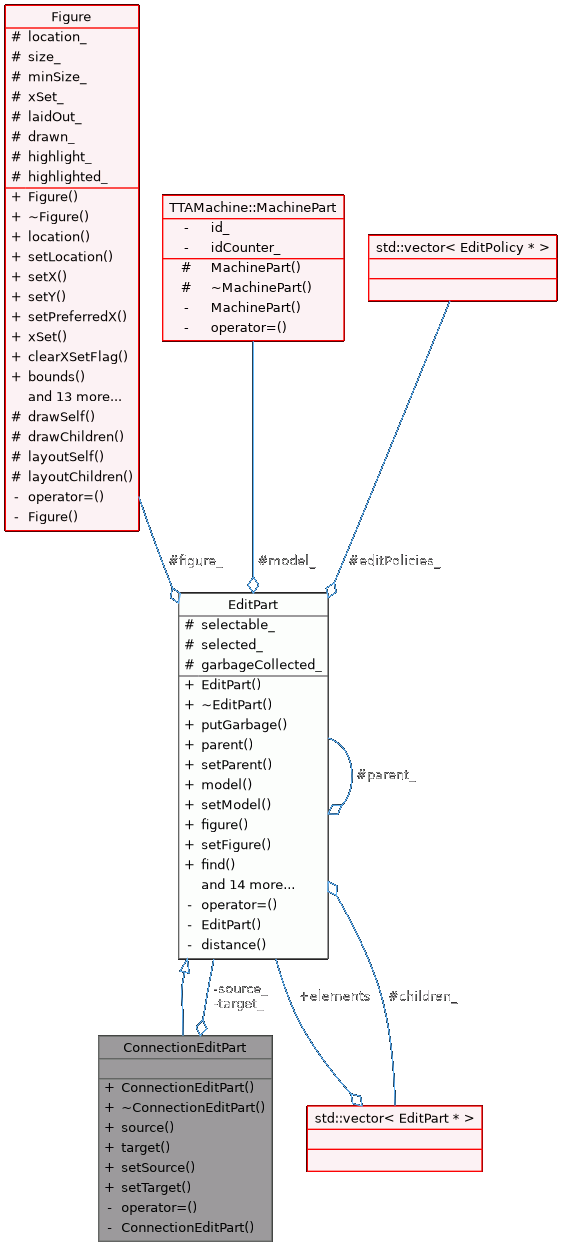 Figure
# location_
# size_
# minSize_
# xSet_
# laidOut_
# drawn_
# highlight_
# highlighted_
+ Figure()
+ ~Figure()
+ location()
+ setLocation()
+ setX()
+ setY()
+ setPreferredX()
+ xSet()
+ clearXSetFlag()
+ bounds()
and 13 more...
# drawSelf()
# drawChildren()
# layoutSelf()
# layoutChildren()
- operator=()
- Figure()
TTAMachine::MachinePart
- id_
- idCounter_
# MachinePart()
# ~MachinePart()
- MachinePart()
- operator=()
std::vector< EditPolicy * >
#figure_
#model_
#editPolicies_
EditPart
# selectable_
# selected_
# garbageCollected_
+ EditPart()
+ ~EditPart()
+ putGarbage()
+ parent()
+ setParent()
+ model()
+ setModel()
+ figure()
+ setFigure()
+ find()
and 14 more...
- operator=()
- EditPart()
- distance()
#parent_
-source_
-target_
+elements
#children_
ConnectionEditPart
+ ConnectionEditPart()
+ ~ConnectionEditPart()
+ source()
+ target()
+ setSource()
+ setTarget()
- operator=()
- ConnectionEditPart()
std::vector< EditPart * >